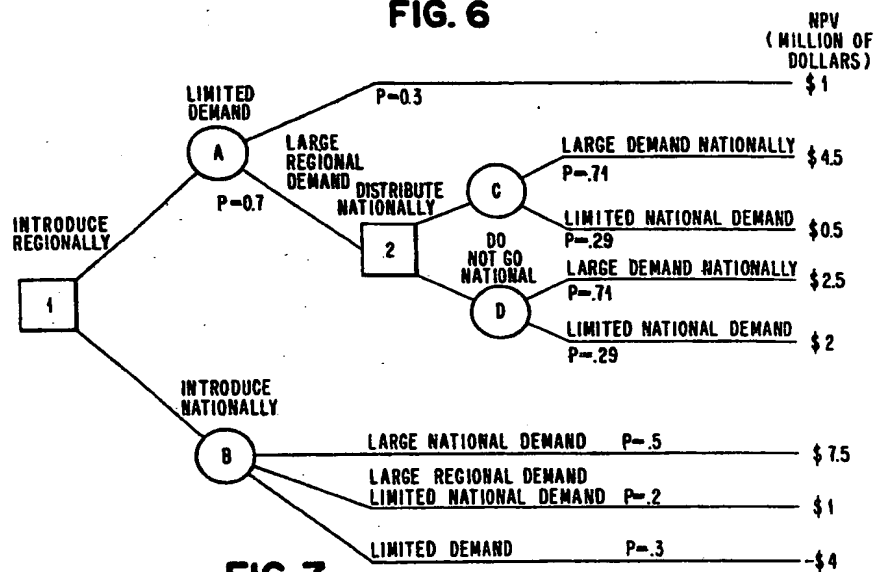 FIG. 6
NPV
(MILLION OF
DOLLARS)
LIMITED
DEMAND
P=0.3
$1
A
LARGE
REGIONAL
DEMAND
P=0.7
DISTRIBUTE
NATIONALLY
C
LARGE DEMAND NATIONALLY
P=.71
$4.5
LIMITED NATIONAL DEMAND
P=.29
$0.5
INTRODUCE
REGIONALLY
2
DO
NOT GO
NATIONAL
LARGE DEMAND NATIONALLY
P=.71
$2.5
1
D
LIMITED NATIONAL DEMAND
P=.29
$2
INTRODUCE
NATIONALLY
B
LARGE NATIONAL DEMAND P=.5
$7.5
LARGE REGIONAL DEMAND
LIMITED NATIONAL DEMAND P=.2
$1
LIMITED DEMAND P=.3
-$4
FIG. 7